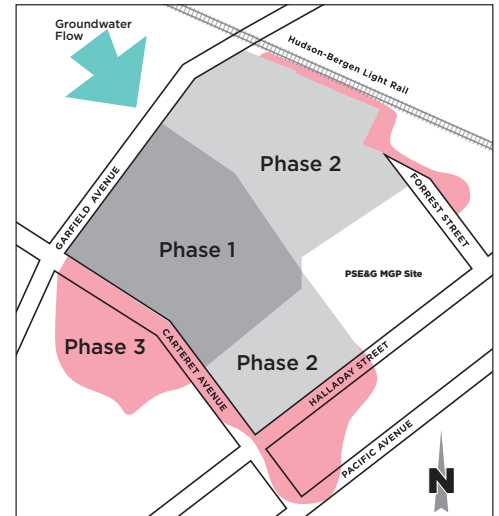 Groundwater
Flow
Hudson-Bergen Light Rail
Phase 2
GARFIELD AVENUE
FORREST STREET
Phase 1
PSE&G MGP Site
Phase 3
CARTERET AVENUE
Phase 2
HALLADAY STREET
PACIFIC AVENUE
N